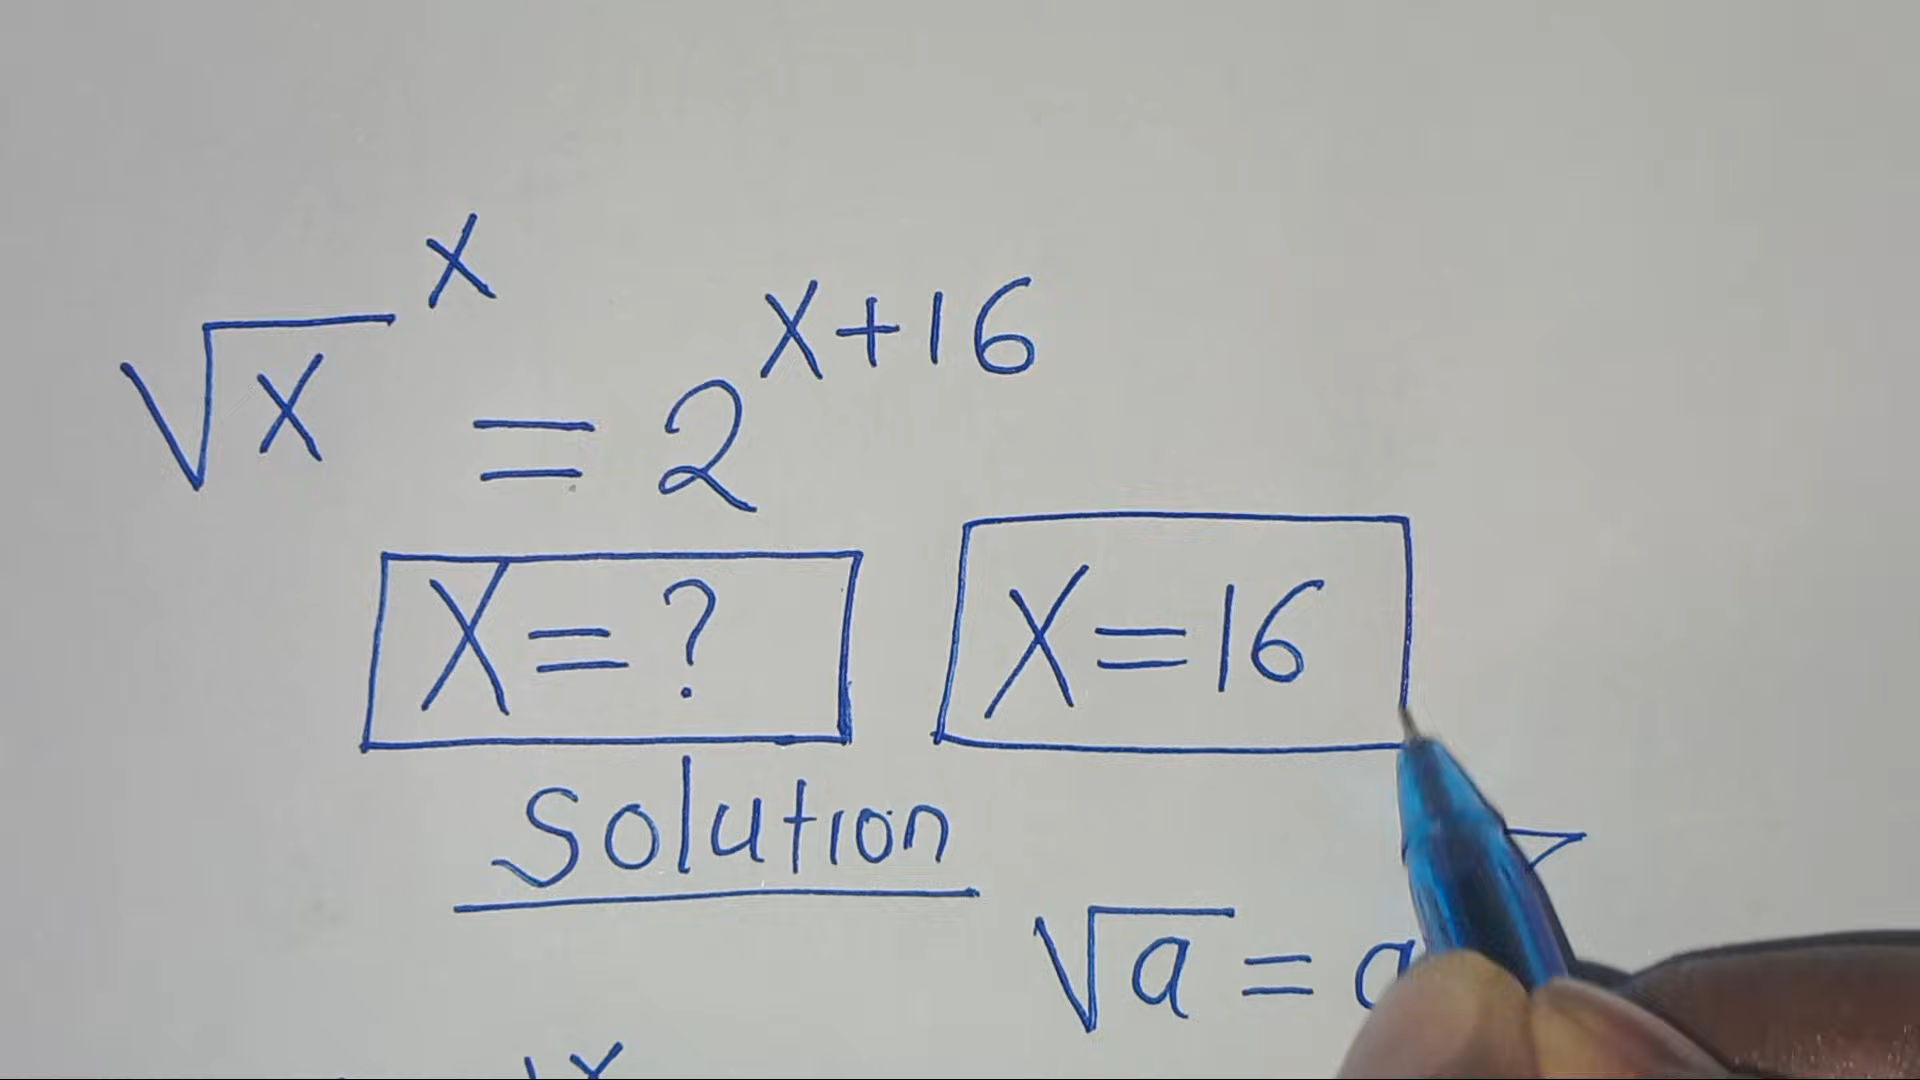 √x^x = 2^x+16
X = ? X = 16
Solution
√a = a